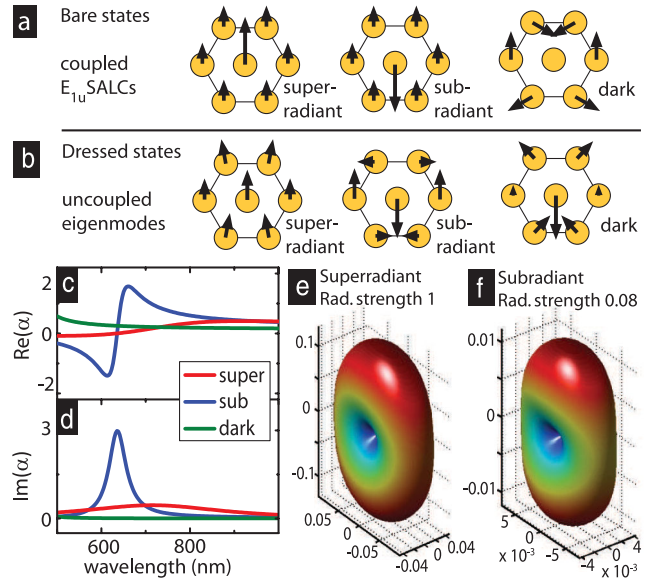 a
Bare states
coupled
E1uSALCs
super-
radiant
sub-
radiant
dark
b
Dressed states
uncoupled
eigenmodes
super-
radiant
sub-
radiant
dark
c
Re(α)
2
0
-2
super
sub
dark
d
Im(α)
3
0
600 800
wavelength (nm)
e
Superradiant
Rad. strength 1
0.1
0
-0.1
0.05
0
-0.05
-0.04
0
0.04
f
Subradiant
Rad. strength 0.08
0.01
0
-0.01
5
0
-5
x 10-3
-4
0
4
x 10-3